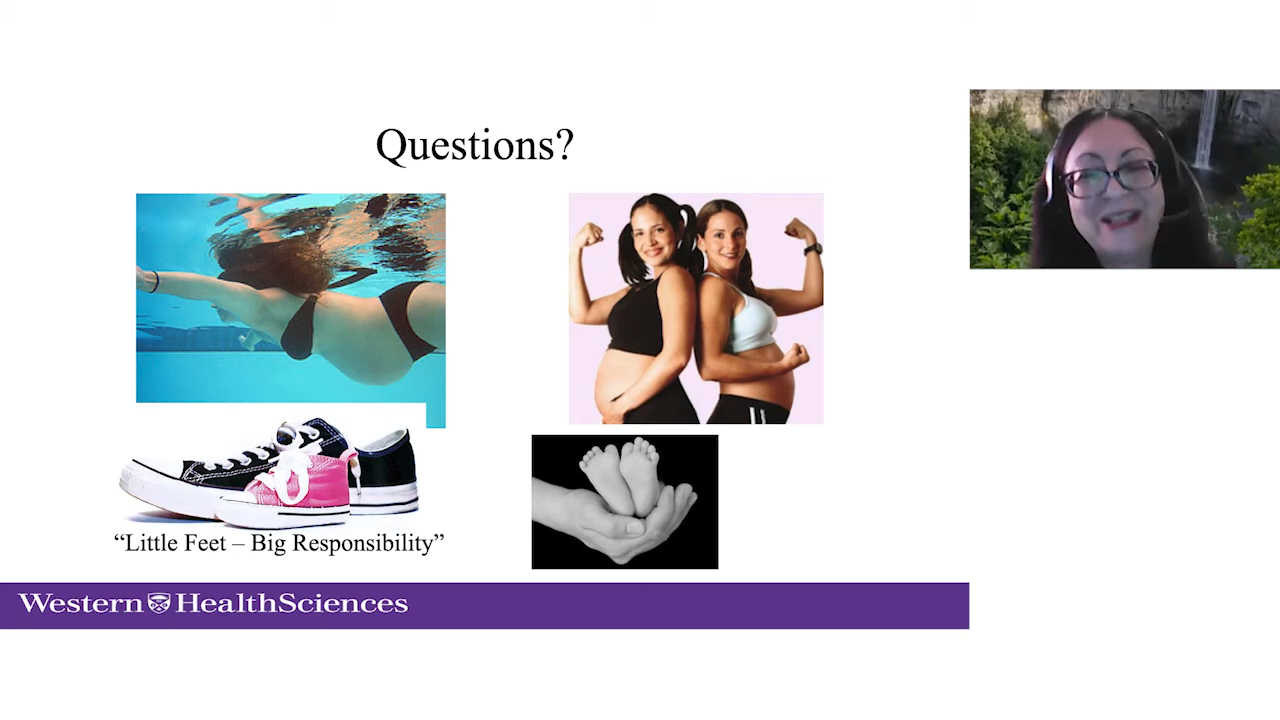 Questions?
“Little Feet – Big Responsibility”
Western HealthSciences